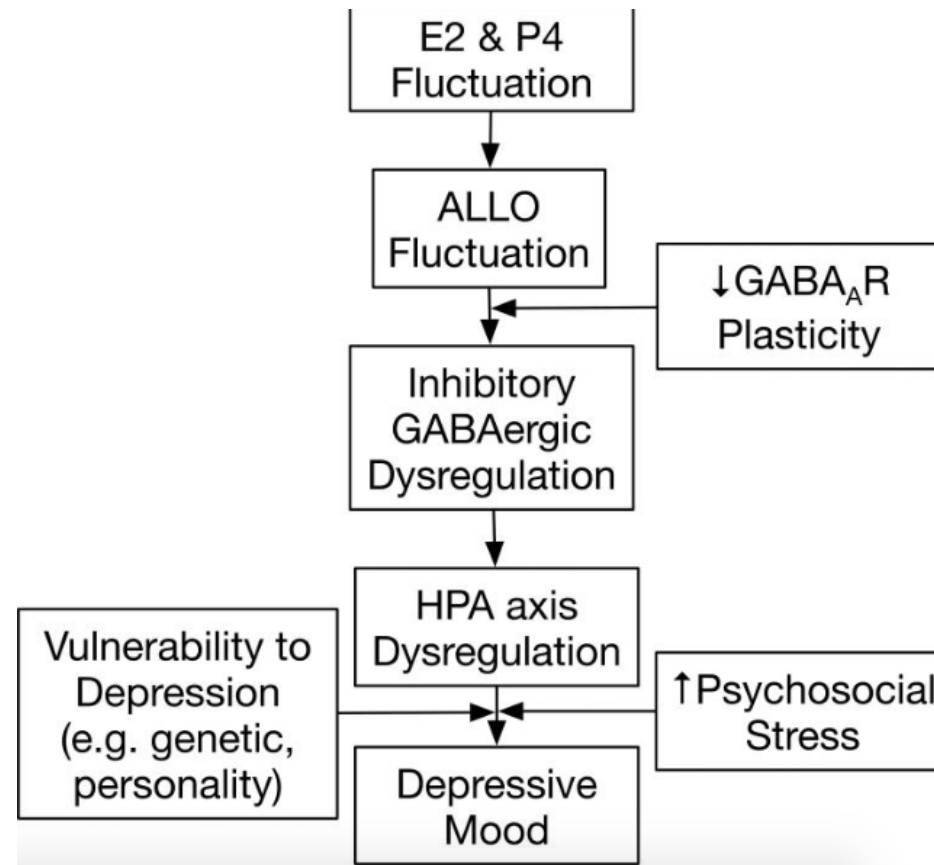 E2 & P4
Fluctuation
ALLO
Fluctuation
↓GABAAR
Plasticity
Inhibitory
GABAergic
Dysregulation
HPA axis
Dysregulation
Vulnerability to
Depression
(e.g. genetic,
personality)
↑Psychosocial
Stress
Depressive
Mood